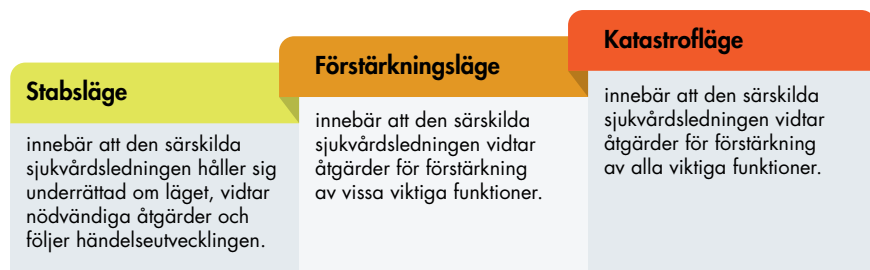 Stabsläge
innebär att den särskilda
sjukvårdsledningen håller sig
underrättad om läget, vidtar
nödvändiga åtgärder och
följer händelseutvecklingen.
Förstärkningsläge
innebär att den särskilda
sjukvårdsledningen vidtar
åtgärder för förstärkning
av vissa viktiga funktioner.
Katastrofläge
innebär att den särskilda
sjukvårdsledningen vidtar
åtgärder för förstärkning
av alla viktiga funktioner.